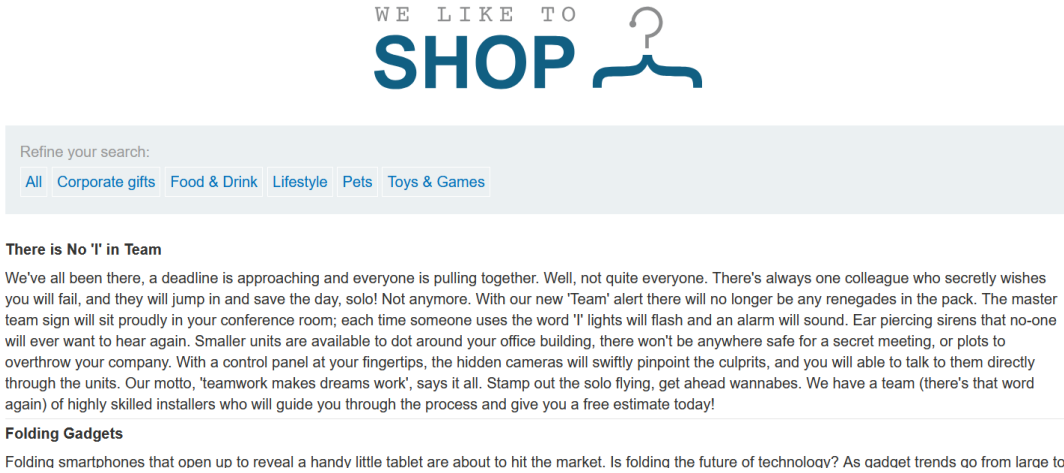 WE LIKE TO
SHOP
Refine your search:
All Corporate gifts Food & Drink Lifestyle Pets Toys & Games
There is No 'I' in Team
We've all been there, a deadline is approaching and everyone is pulling together. Well, not quite everyone. There's always one colleague who secretly wishes
you will fail, and they will jump in and save the day, solo! Not anymore. With our new 'Team' alert there will no longer be any renegades in the pack. The master
team sign will sit proudly in your conference room; each time someone uses the word 'I' lights will flash and an alarm will sound. Ear piercing sirens that no-one
will ever want to hear again. Smaller units are available to dot around your office building, there won't be anywhere safe for a secret meeting, or plots to
overthrow your company. With a control panel at your fingertips, the hidden cameras will swiftly pinpoint the culprits, and you will able to talk to them directly
through the units. Our motto, 'teamwork makes dreams work', says it all. Stamp out the solo flying, get ahead wannabes. We have a team (there's that word
again) of highly skilled installers who will guide you through the process and give you a free estimate today!
Folding Gadgets
Folding smartphones that open up to reveal a handy little tablet are about to hit the market. Is folding the future of technology? As gadget trends go from large to